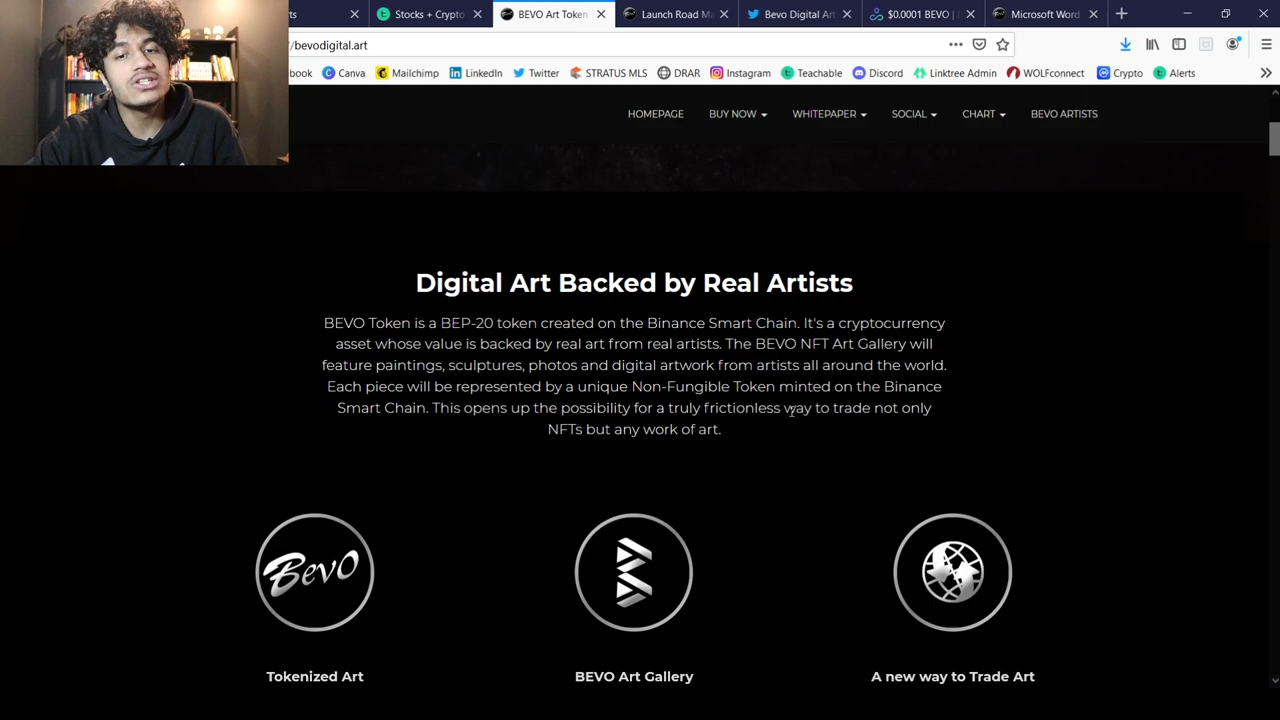 rts
Stocks + Crypto
BEVO Art Token
Launch Road Ma
Bevo Digital Art
$0.0001 BEVO |
Microsoft Word
/bevodigital.art
book
Canva
Mailchimp
LinkedIn
Twitter
STRATUS MLS
DRAR
Instagram
Teachable
Discord
Linktree Admin
WOLFconnect
Crypto
Alerts
HOMEPAGE
BUY NOW
WHITEPAPER
SOCIAL
CHART
BEVO ARTISTS
Digital Art Backed by Real Artists
BEVO Token is a BEP-20 token created on the Binance Smart Chain. It's a cryptocurrency
asset whose value is backed by real art from real artists. The BEVO NFT Art Gallery will
feature paintings, sculptures, photos and digital artwork from artists all around the world.
Each piece will be represented by a unique Non-Fungible Token minted on the Binance
Smart Chain. This opens up the possibility for a truly frictionless way to trade not only
NFTs but any work of art.
Bevo
Tokenized Art
BEVO Art Gallery
A new way to Trade Art